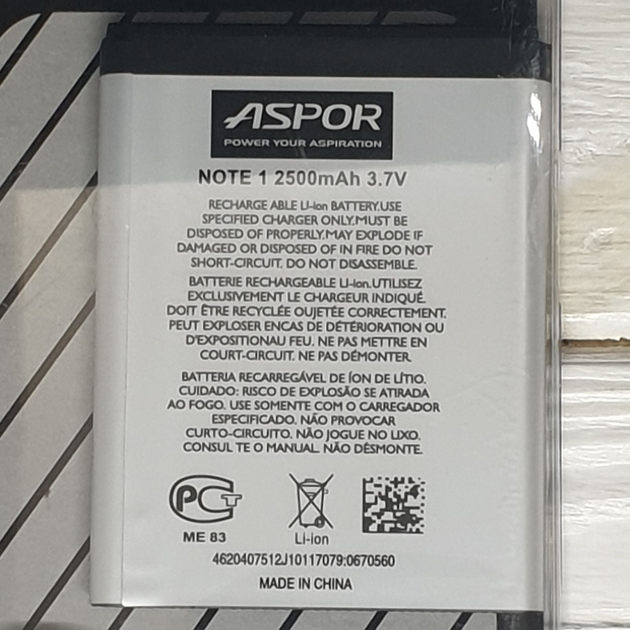 ASPOR
POWER YOUR ASPIRATION
NOTE 1 2500mAh 3.7V
RECHARGE ABLE LI-ion BATTERY.USE
SPECIFIED CHARGER ONLY.MUST BE
DISPOSED OF PROPERLY.MAY EXPLODE IF
DAMAGED OR DISPOSED OF IN FIRE DO NOT
SHORT-CIRCUIT. DO NOT DISASSEMBLE.
BATTERIE RECHARGEABLE LI-ion.UTILISEZ
EXCLUSIVEMENT LE CHARGEUR INDIQUÉ.
DOIT ÊTRE RECYCLÉE OUJETÉE CORRECTEMENT.
PEUT EXPLOSER ENCAS DE DÉTÉRIORATION OU
D'EXPOSITIONAU FEU. NE PAS METTRE EN
COURT-CIRCUIT. NE PAS DÉMONTER.
BATTERIA RECARREGÁVEL DE ÍON DE LÍTIO.
CUIDADO: RISCO DE EXPLOSÃO SE ATIRADA
AO FOGO. USE SOMENTE COM O CARREGADOR
ESPECIFICADO. NÃO PROVOCAR
CURTO-CIRCUITO. NÃO JOGUE NO LIXO.
CONSUL TE O MANUAL. NÃO DESMONTE.
РСТ
ME 83
Li-ion
4620407512J10117079:0670560
MADE IN CHINA